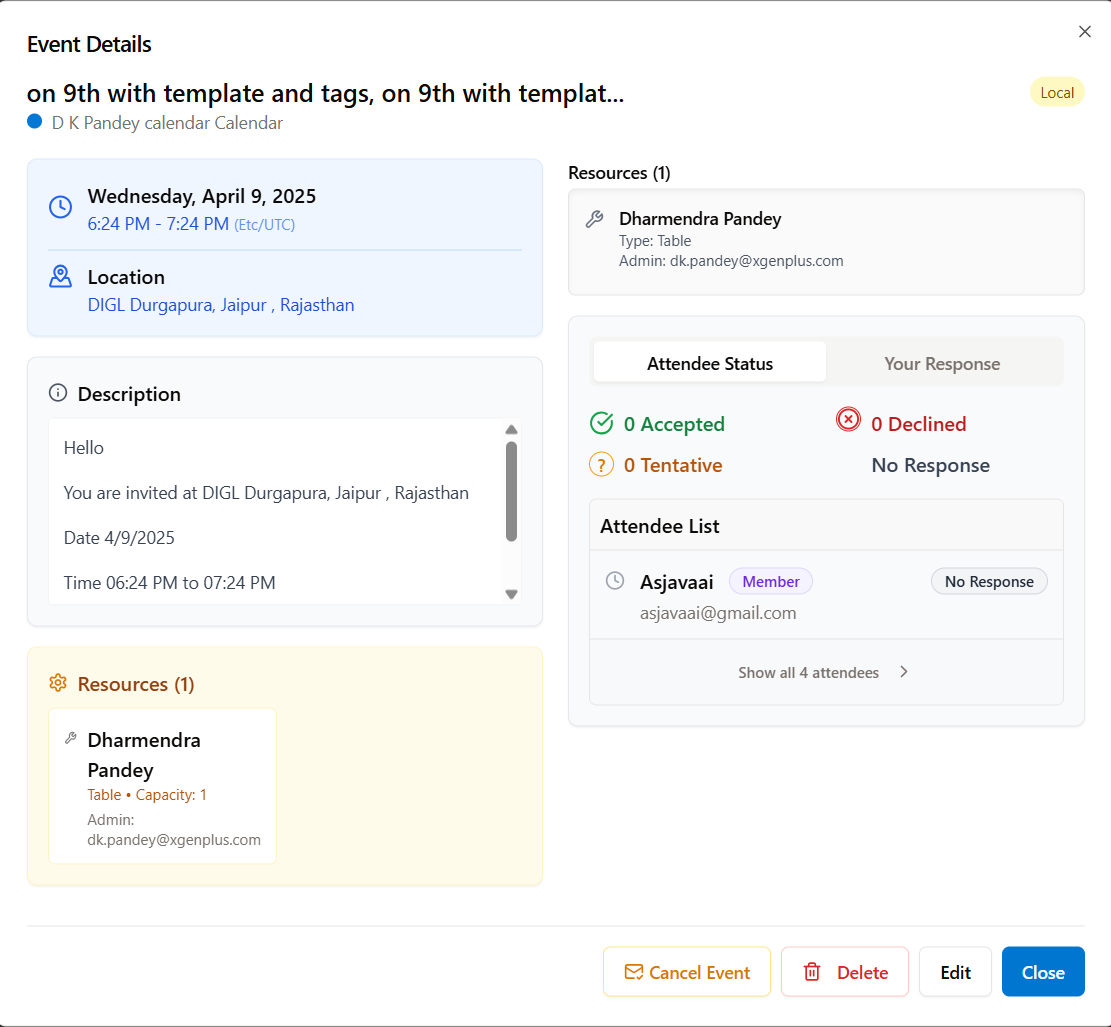 Event Details
on 9th with template and tags, on 9th with templat...
Local
D K Pandey calendar Calendar
Wednesday, April 9, 2025
6:24 PM - 7:24 PM (Etc/UTC)
Location
DIGL Durgapura, Jaipur , Rajasthan
Description
Hello
You are invited at DIGL Durgapura, Jaipur , Rajasthan
Date 4/9/2025
Time 06:24 PM to 07:24 PM
Resources (1)
Dharmendra
Pandey
Table • Capacity: 1
Admin:
dk.pandey@xgenplus.com
Resources (1)
Dharmendra Pandey
Type: Table
Admin: dk.pandey@xgenplus.com
Attendee Status
Your Response
0 Accepted
0 Declined
0 Tentative
No Response
Attendee List
Asjavaai Member No Response
asjavaai@gmail.com
Show all 4 attendees
Cancel Event
Delete
Edit
Close